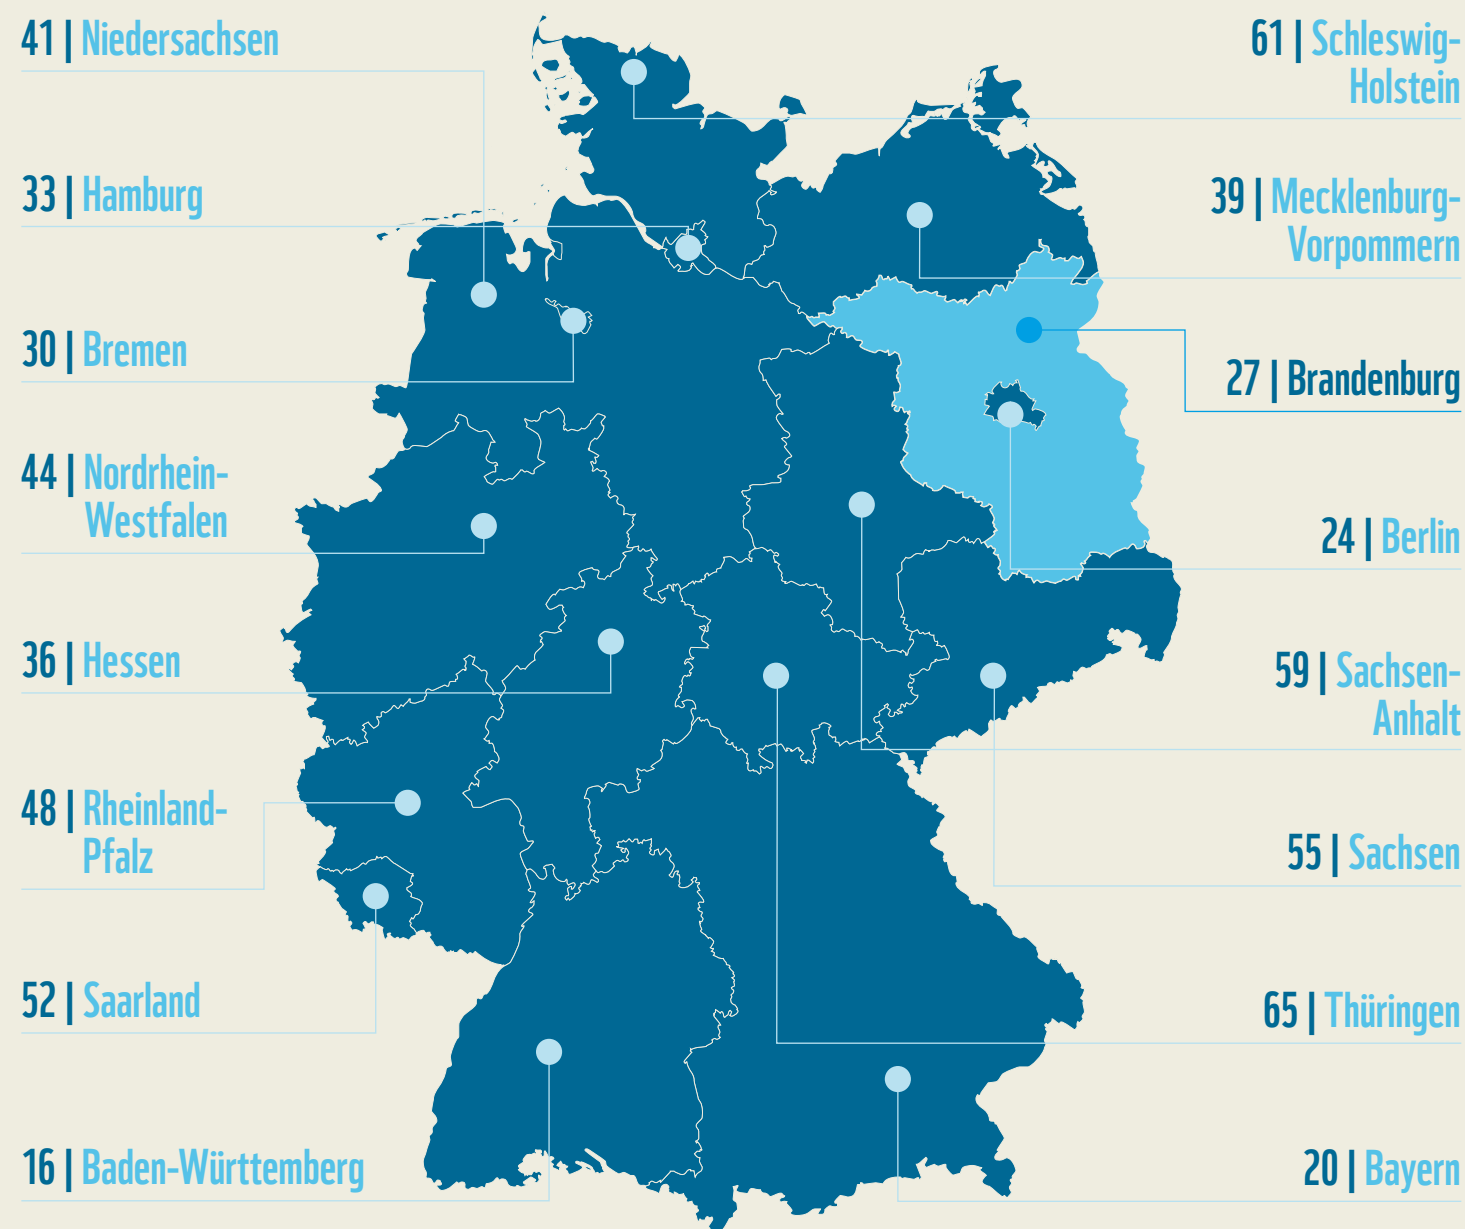 41 | Niedersachsen
33 | Hamburg
30 | Bremen
44 | Nordrhein-
Westfalen
36 | Hessen
48 | Rheinland-
Pfalz
52 | Saarland
16 | Baden-Württemberg
61 | Schleswig-
Holstein
39 | Mecklenburg-
Vorpommern
27 | Brandenburg
24 | Berlin
59 | Sachsen-
Anhalt
55 | Sachsen
65 | Thüringen
20 | Bayern